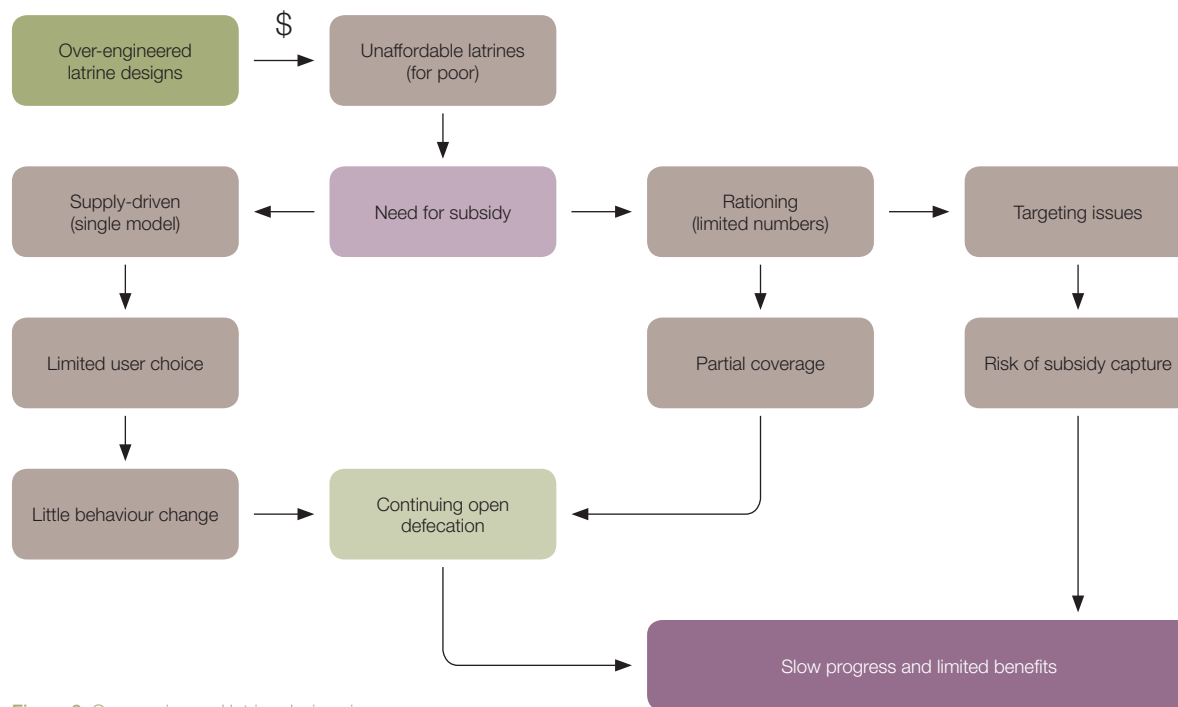 $
Over-engineered
latrine designs
Unaffordable latrines
(for poor)
Supply-driven
(single model)
Need for subsidy
Rationing
(limited numbers)
Targeting issues
Limited user choice
Partial coverage
Risk of subsidy capture
Little behaviour change
Continuing open
defecation
Slow progress and limited benefits